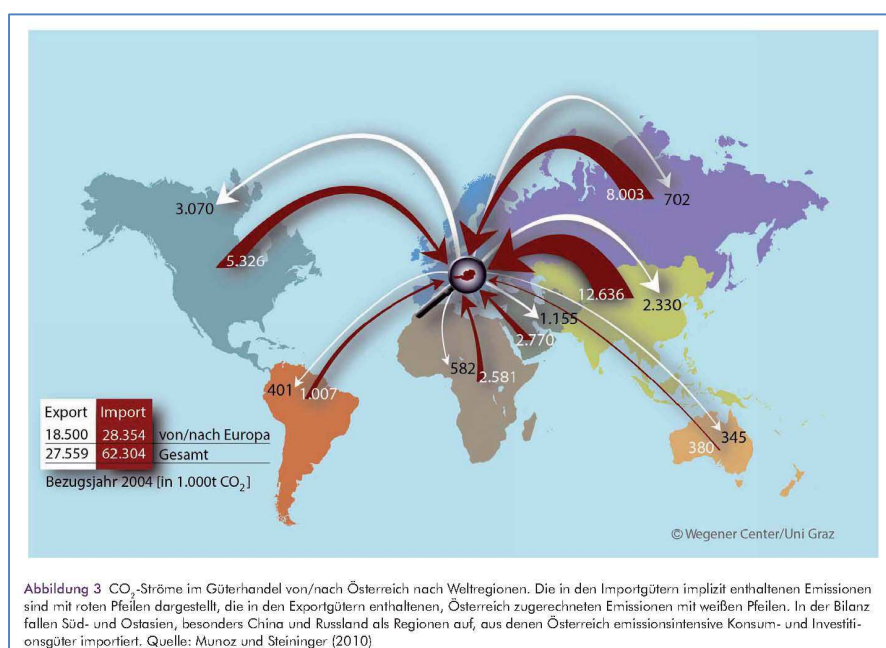 3.070
5.326
8.003
702
12.636
2.330
1.155
2.770
582
2.581
401
1.007
345
380
Export Import
18.500 28.354 von/nach Europa
27.559 62.304 Gesamt
Bezugsjahr 2004 [in 1.000t CO₂]
© Wegener Center/Uni Graz
Abbildung 3 CO₂-Ströme im Güterhandel von/nach Österreich nach Weltregionen. Die in den Importgütern implizit enthaltenen Emissionen
sind mit roten Pfeilen dargestellt, die in den Exportgütern enthaltenen, Österreich zugerechneten Emissionen mit weißen Pfeilen. In der Bilanz
fallen Süd- und Ostasien, besonders China und Russland als Regionen auf, aus denen Österreich emissionsintensive Konsum- und Investiti-
onsgüter importiert. Quelle: Munoz und Steininger (2010)